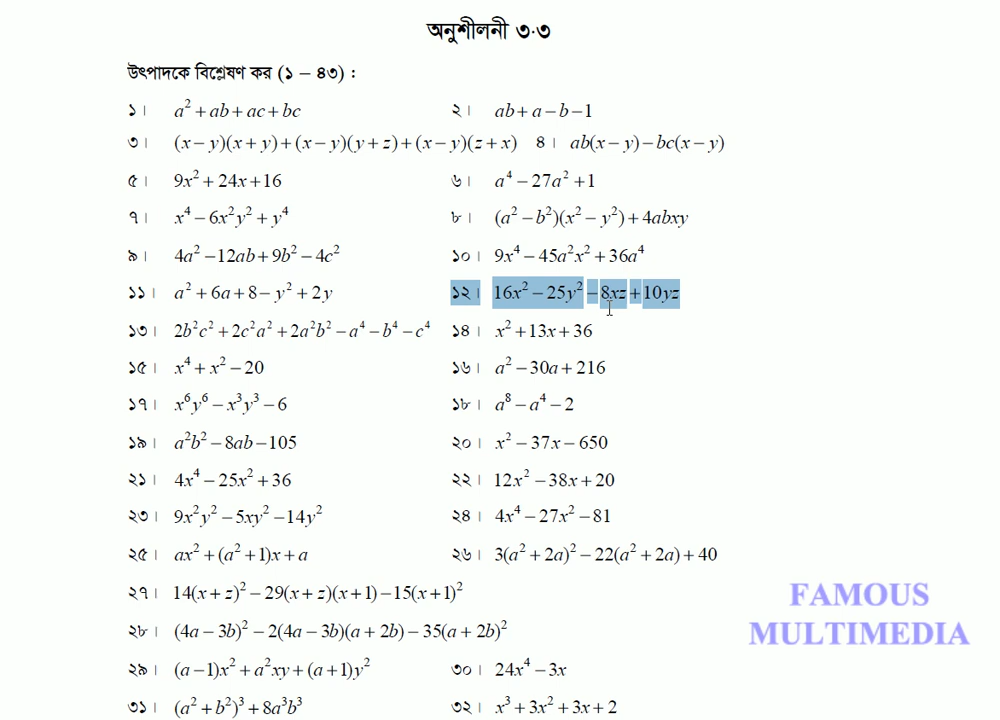 অনুশীলনী ৩·৩
উৎপাদকে বিশ্লেষণ কর (১ – ৪৩) :
১। a² + ab + ac + bc ২। ab + a – b – 1
৩। (x – y)(x + y) + (x – y)(y + z) + (x – y)(z + x) ৪। ab(x – y) – bc(x – y)
৫। 9x² + 24x + 16 ৬। a⁴ – 27a² + 1
৭। x⁴ – 6x²y² + y⁴ ৮। (a² – b²)(x² – y²) + 4abxy
৯। 4a² – 12ab + 9b² – 4c² ১০। 9x⁴ – 45a²x² + 36a⁴
১১। a² + 6a + 8 – y² + 2y ১২। 16x² – 25y² – 8xz + 10yz
১৩। 2b²c² + 2c²a² + 2a²b² – a⁴ – b⁴ – c⁴ ১৪। x² + 13x + 36
১৫। x⁴ + x² – 20 ১৬। a² – 30a + 216
১৭। x⁶y⁶ – x³y³ – 6 ১৮। a⁸ – a⁴ – 2
১৯। a²b² – 8ab – 105 ২০। x² – 37x – 650
২১। 4x⁴ – 25x² + 36 ২২। 12x² – 38x + 20
২৩। 9x²y² – 5xy² – 14y² ২৪। 4x⁴ – 27x² – 81
২৫। ax² + (a² + 1)x + a ২৬। 3(a² + 2a)² – 22(a² + 2a) + 40
২৭। 14(x + z)² – 29(x + z)(x + 1) – 15(x + 1)²
২৮। (4a – 3b)² – 2(4a – 3b)(a + 2b) – 35(a + 2b)²
২৯। (a – 1)x² + a²xy + (a + 1)y² ৩০। 24x⁴ – 3x
৩১। (a² + b²)³ + 8a³b³ ৩২। x³ + 3x² + 3x + 2
FAMOUS
MULTIMEDIA